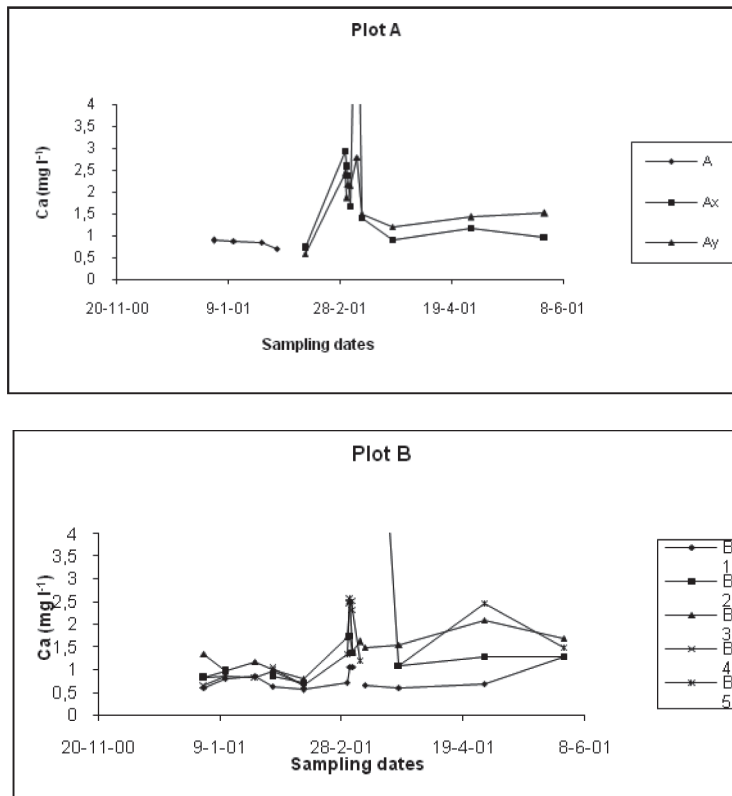 Plot A
Ca (mg l⁻¹)
4
3,5
3
2,5
2
1,5
1
0,5
0
20-11-00 9-1-01 28-2-01 19-4-01 8-6-01
Sampling dates
A
Ax
Ay
Plot B
Ca (mg l⁻¹)
4
3,5
3
2,5
2
1,5
1
0,5
0
20-11-00 9-1-01 28-2-01 19-4-01 8-6-01
Sampling dates
B
1
B
2
B
3
B
4
B
5